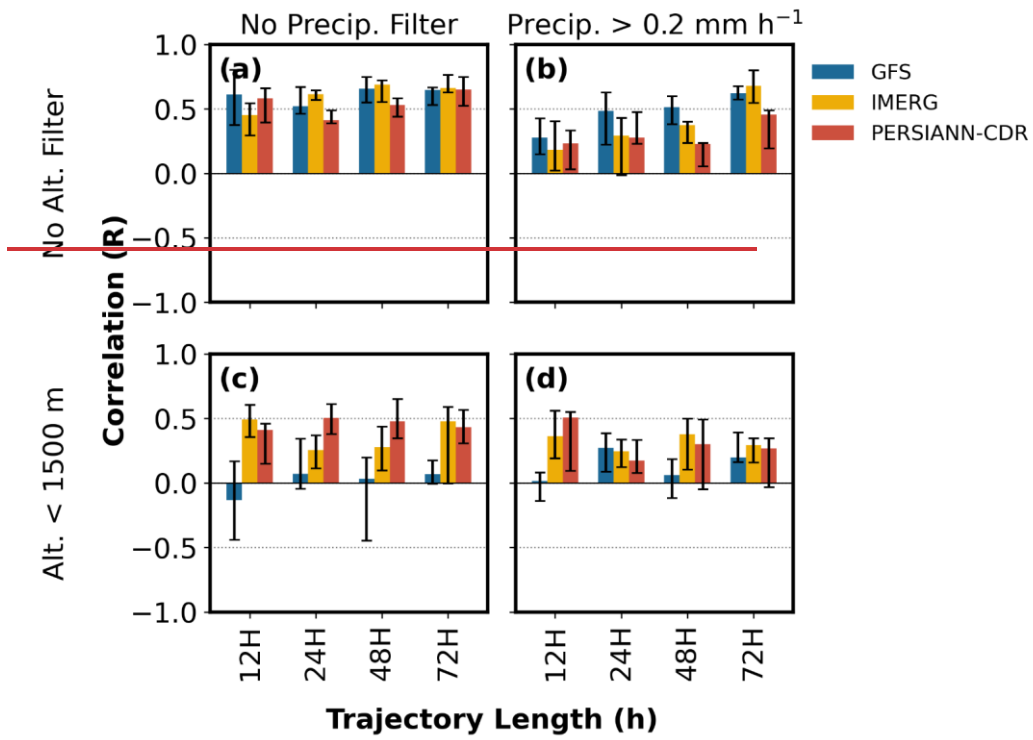 No Precip. Filter
Precip. > 0.2 mm h⁻¹
GFS
IMERG
PERSIANN-CDR
No Alt. Filter
Alt. < 1500 m
Correlation (R)
(a)
1.0
0.5
0.0
−0.5
−1.0
(b)
(c)
1.0
0.5
0.0
−0.5
−1.0
(d)
12H
24H
48H
72H
12H
24H
48H
72H
Trajectory Length (h)